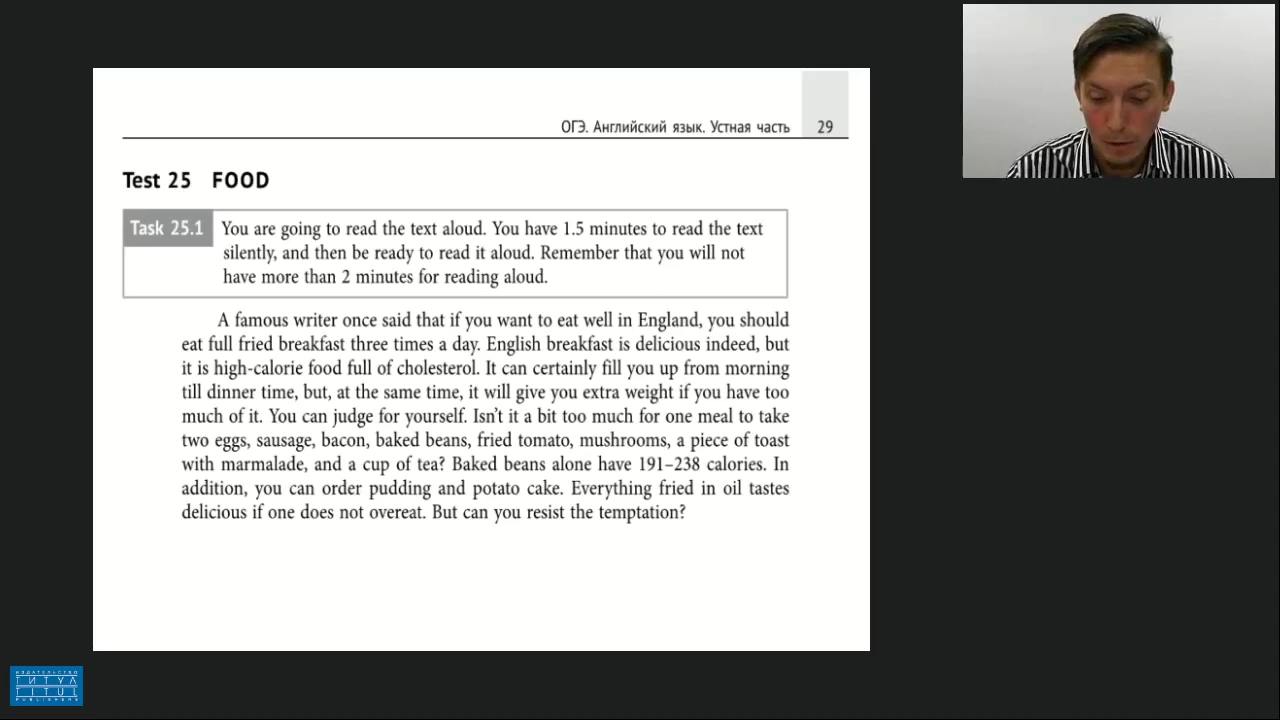 ОГЭ. Английский язык. Устная часть 29
Test 25 FOOD
Task 25.1 You are going to read the text aloud. You have 1.5 minutes to read the text
silently, and then be ready to read it aloud. Remember that you will not
have more than 2 minutes for reading aloud.
A famous writer once said that if you want to eat well in England, you should
eat full fried breakfast three times a day. English breakfast is delicious indeed, but
it is high-calorie food full of cholesterol. It can certainly fill you up from morning
till dinner time, but, at the same time, it will give you extra weight if you have too
much of it. You can judge for yourself. Isn’t it a bit too much for one meal to take
two eggs, sausage, bacon, baked beans, fried tomato, mushrooms, a piece of toast
with marmalade, and a cup of tea? Baked beans alone have 191–238 calories. In
addition, you can order pudding and potato cake. Everything fried in oil tastes
delicious if one does not overeat. But can you resist the temptation?
ИЗДАТЕЛЬСТВО
ТИТУЛ
TITUL
PUBLISHERS